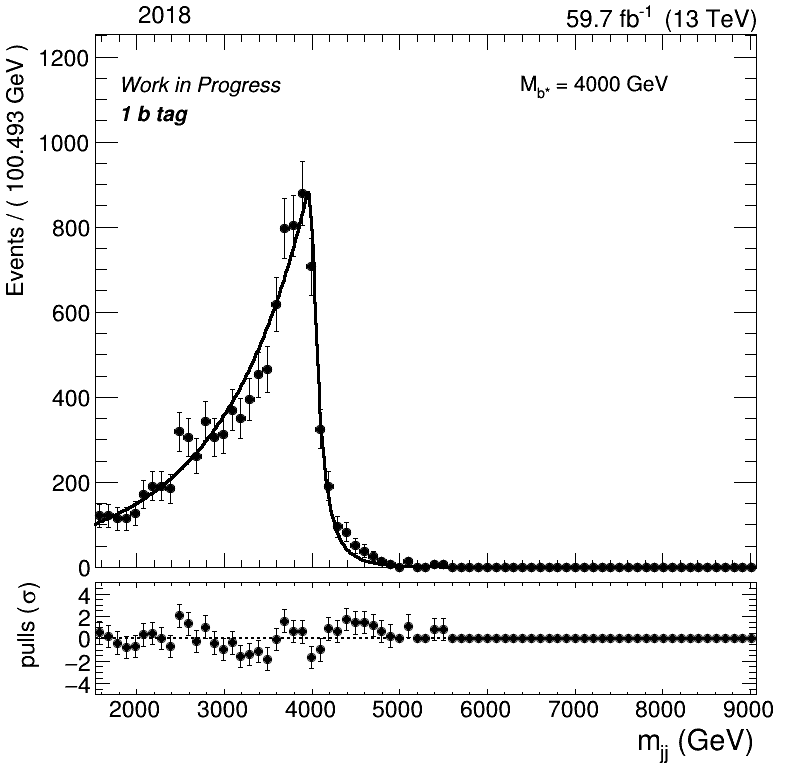 2018 59.7 fb⁻¹ (13 TeV)
Events / ( 100.493 GeV )
1200
1000
800
600
400
200
0
Work in Progress
1 b tag
M_b* = 4000 GeV
pulls (σ)
4
2
0
−2
−4
2000 3000 4000 5000 6000 7000 8000 9000
m_jj (GeV)